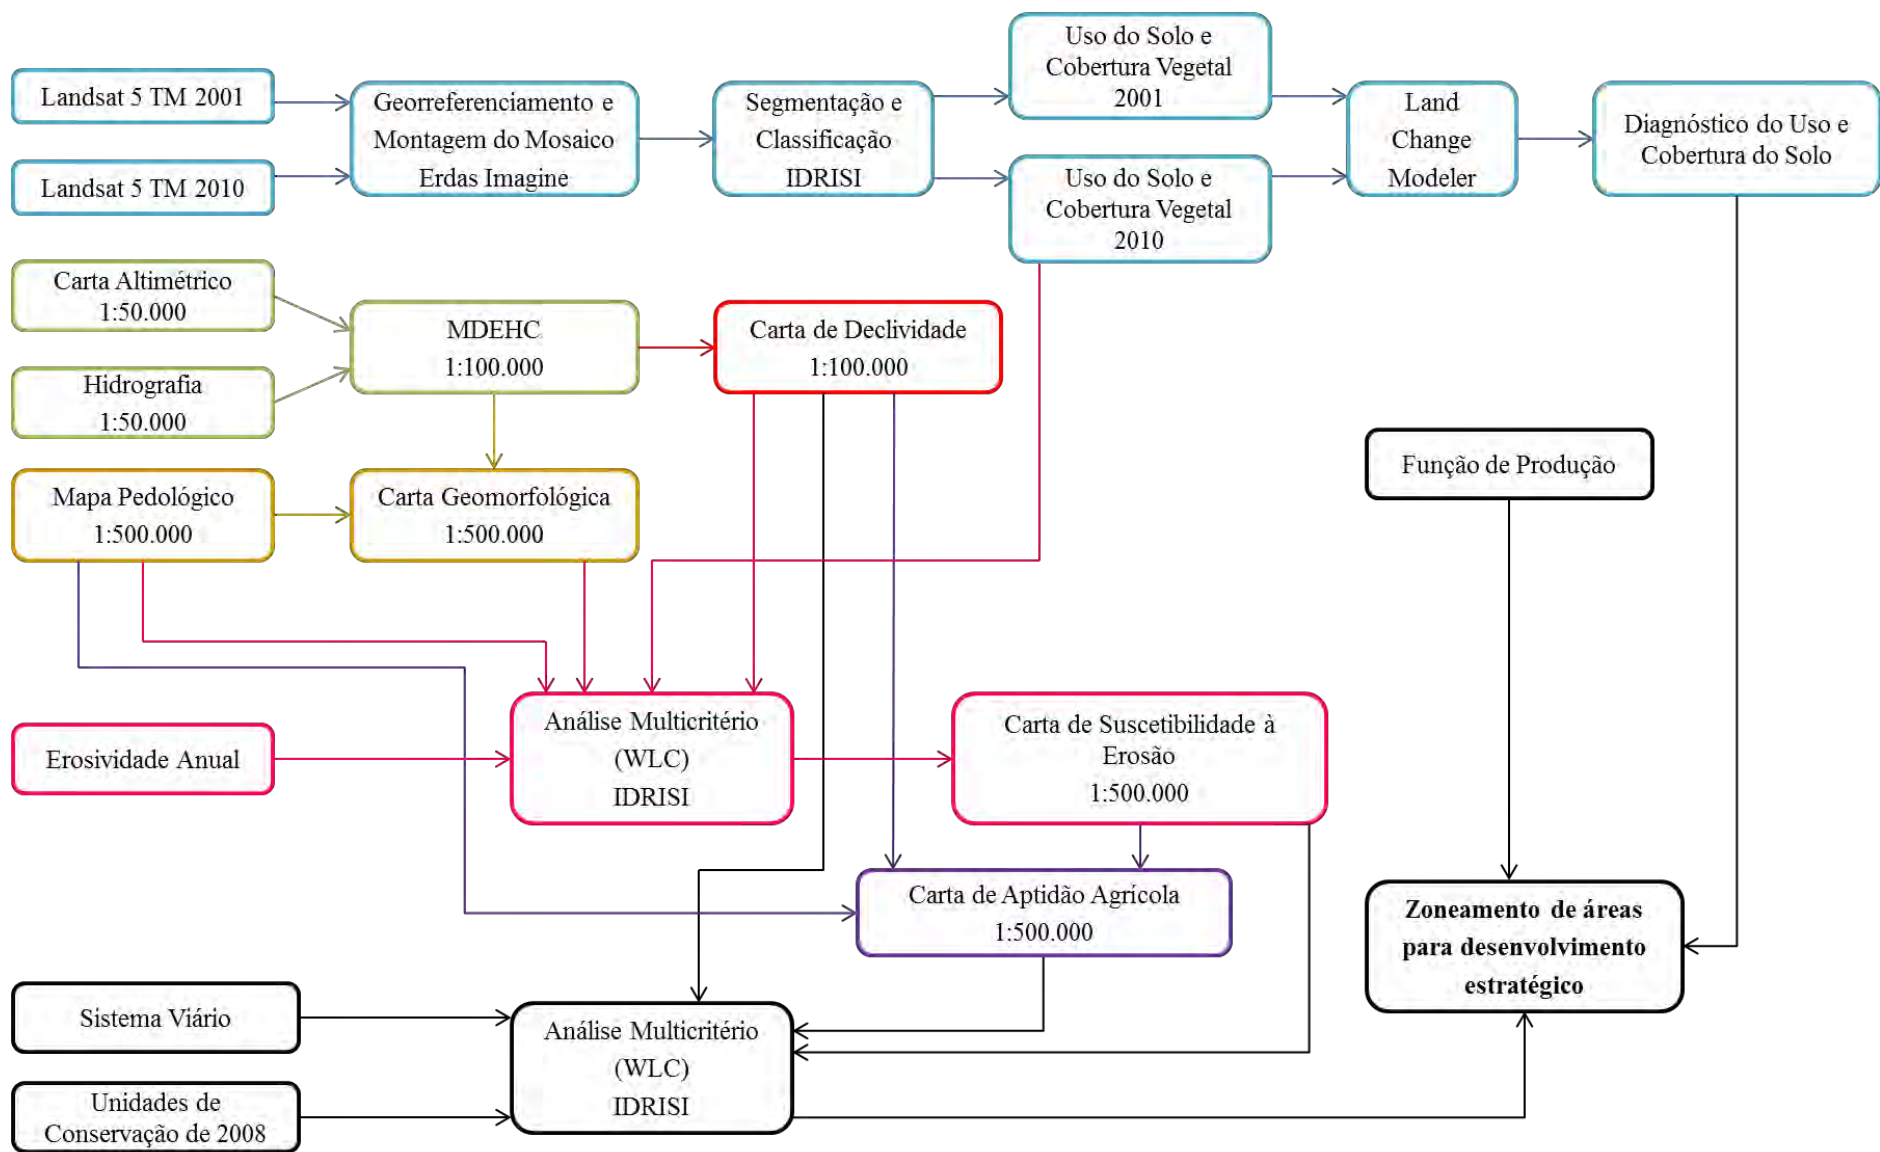 Landsat 5 TM 2001
Landsat 5 TM 2010
Georreferenciamento e
Montagem do Mosaico
Erdas Imagine
Segmentação e
Classificação
IDRISI
Uso do Solo e
Cobertura Vegetal
2001
Uso do Solo e
Cobertura Vegetal
2010
Land
Change
Modeler
Diagnóstico do Uso e
Cobertura do Solo
Carta Altimétrico
1:50.000
Hidrografia
1:50.000
MDEHC
1:100.000
Carta de Declividade
1:100.000
Mapa Pedológico
1:500.000
Carta Geomorfológica
1:500.000
Função de Produção
Erosividade Anual
Análise Multicritério
(WLC)
IDRISI
Carta de Suscetibilidade à
Erosão
1:500.000
Carta de Aptidão Agrícola
1:500.000
Zoneamento de áreas
para desenvolvimento
estratégico
Sistema Viário
Unidades de
Conservação de 2008
Análise Multicritério
(WLC)
IDRISI